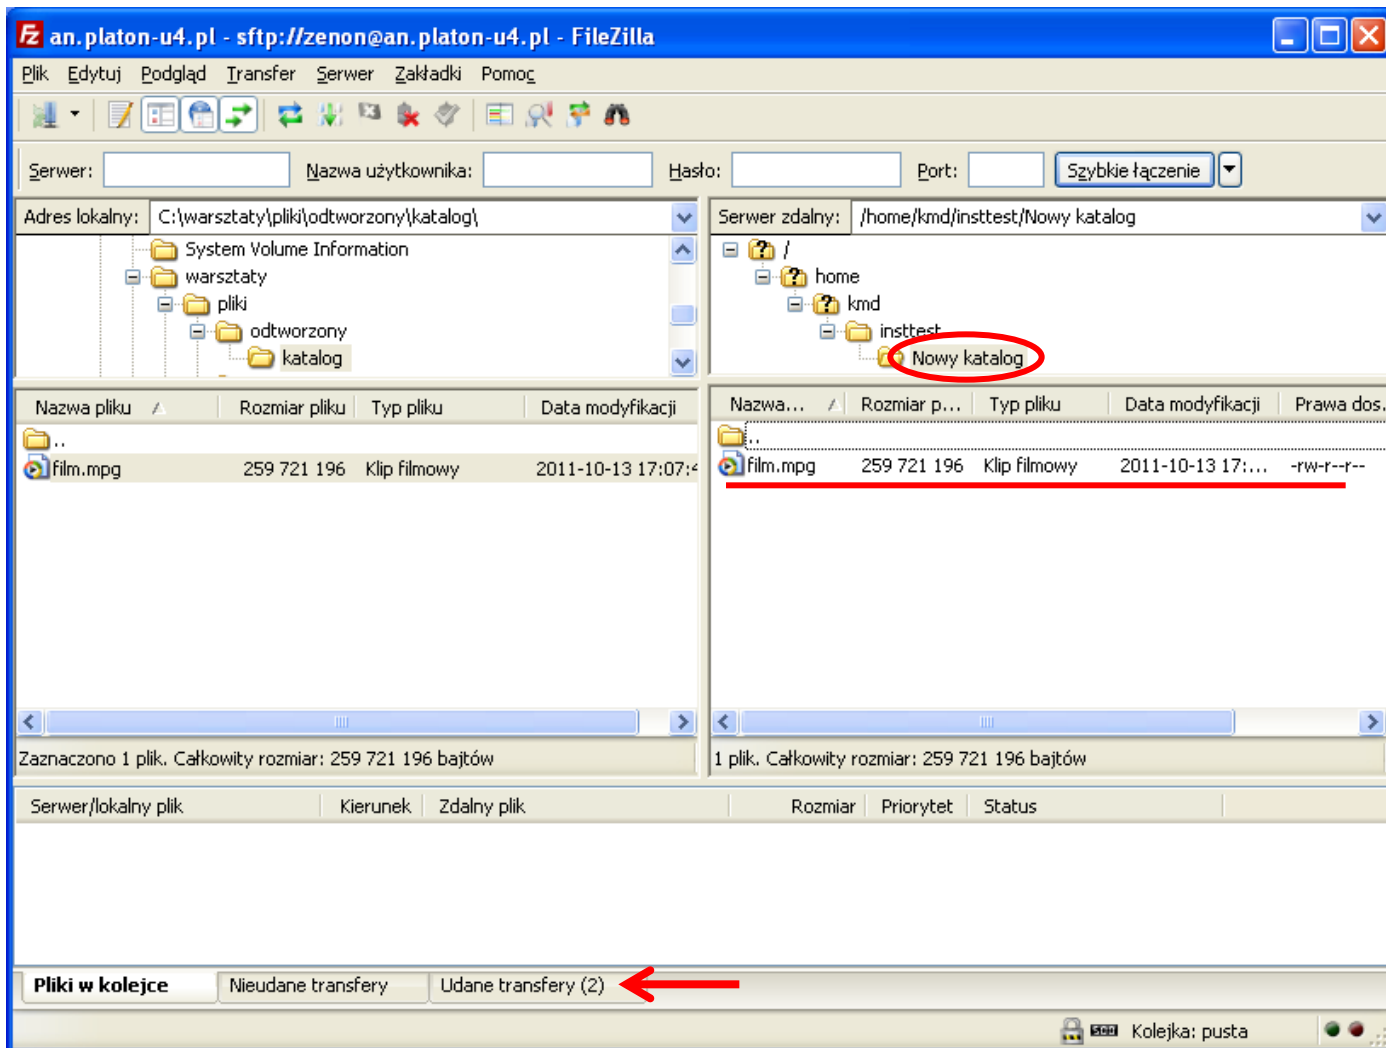 an.platon-u4.pl - sftp://zenon@an.platon-u4.pl - FileZilla
Plik Edytuj Podgląd Transfer Serwer Zakładki Pomoc
Serwer: Nazwa użytkownika: Hasło: Port: Szybkie łączenie
Adres lokalny: C:\warsztaty\pliki\odtworzony\katalog\
System Volume Information
warsztaty
pliki
odtworzony
katalog
Serwer zdalny: /home/kmd/insttest/Nowy katalog
/
home
kmd
insttest
Nowy katalog
Nazwa pliku Rozmiar pliku Typ pliku Data modyfikacji
..
film.mpg 259 721 196 Klip filmowy 2011-10-13 17:07:4
Zaznaczono 1 plik. Całkowity rozmiar: 259 721 196 bajtów
Nazwa... Rozmiar p... Typ pliku Data modyfikacji Prawa dos.
..
film.mpg 259 721 196 Klip filmowy 2011-10-13 17:... -rw-r--r--
1 plik. Całkowity rozmiar: 259 721 196 bajtów
Serwer/lokalny plik Kierunek Zdalny plik Rozmiar Priorytet Status
Pliki w kolejce Nieudane transfery Udane transfery (2)
Kolejka: pusta